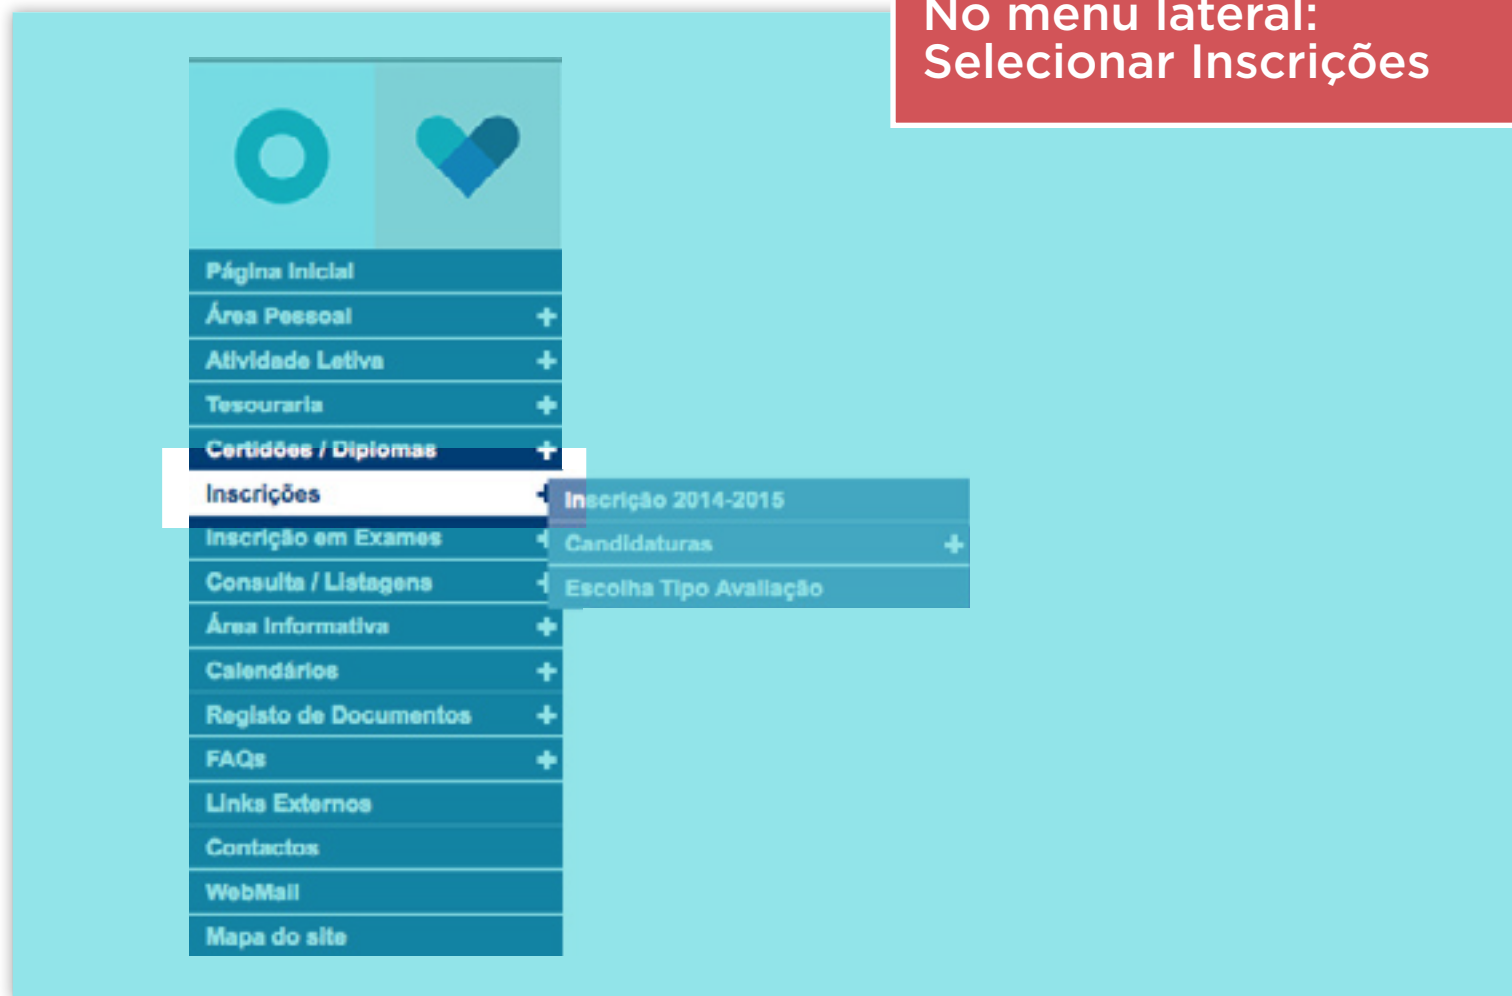 No menu lateral:
Selecionar Inscrições
Página Inicial
Área Pessoal
Atividade Letiva
Tesouraria
Certidões / Diplomas
Inscrições
Inscrição 2014-2015
Candidaturas
Escolha Tipo Avaliação
Inscrição em Exames
Consulta / Listagens
Área Informativa
Calendários
Registo de Documentos
FAQs
Links Externos
Contactos
WebMail
Mapa do site